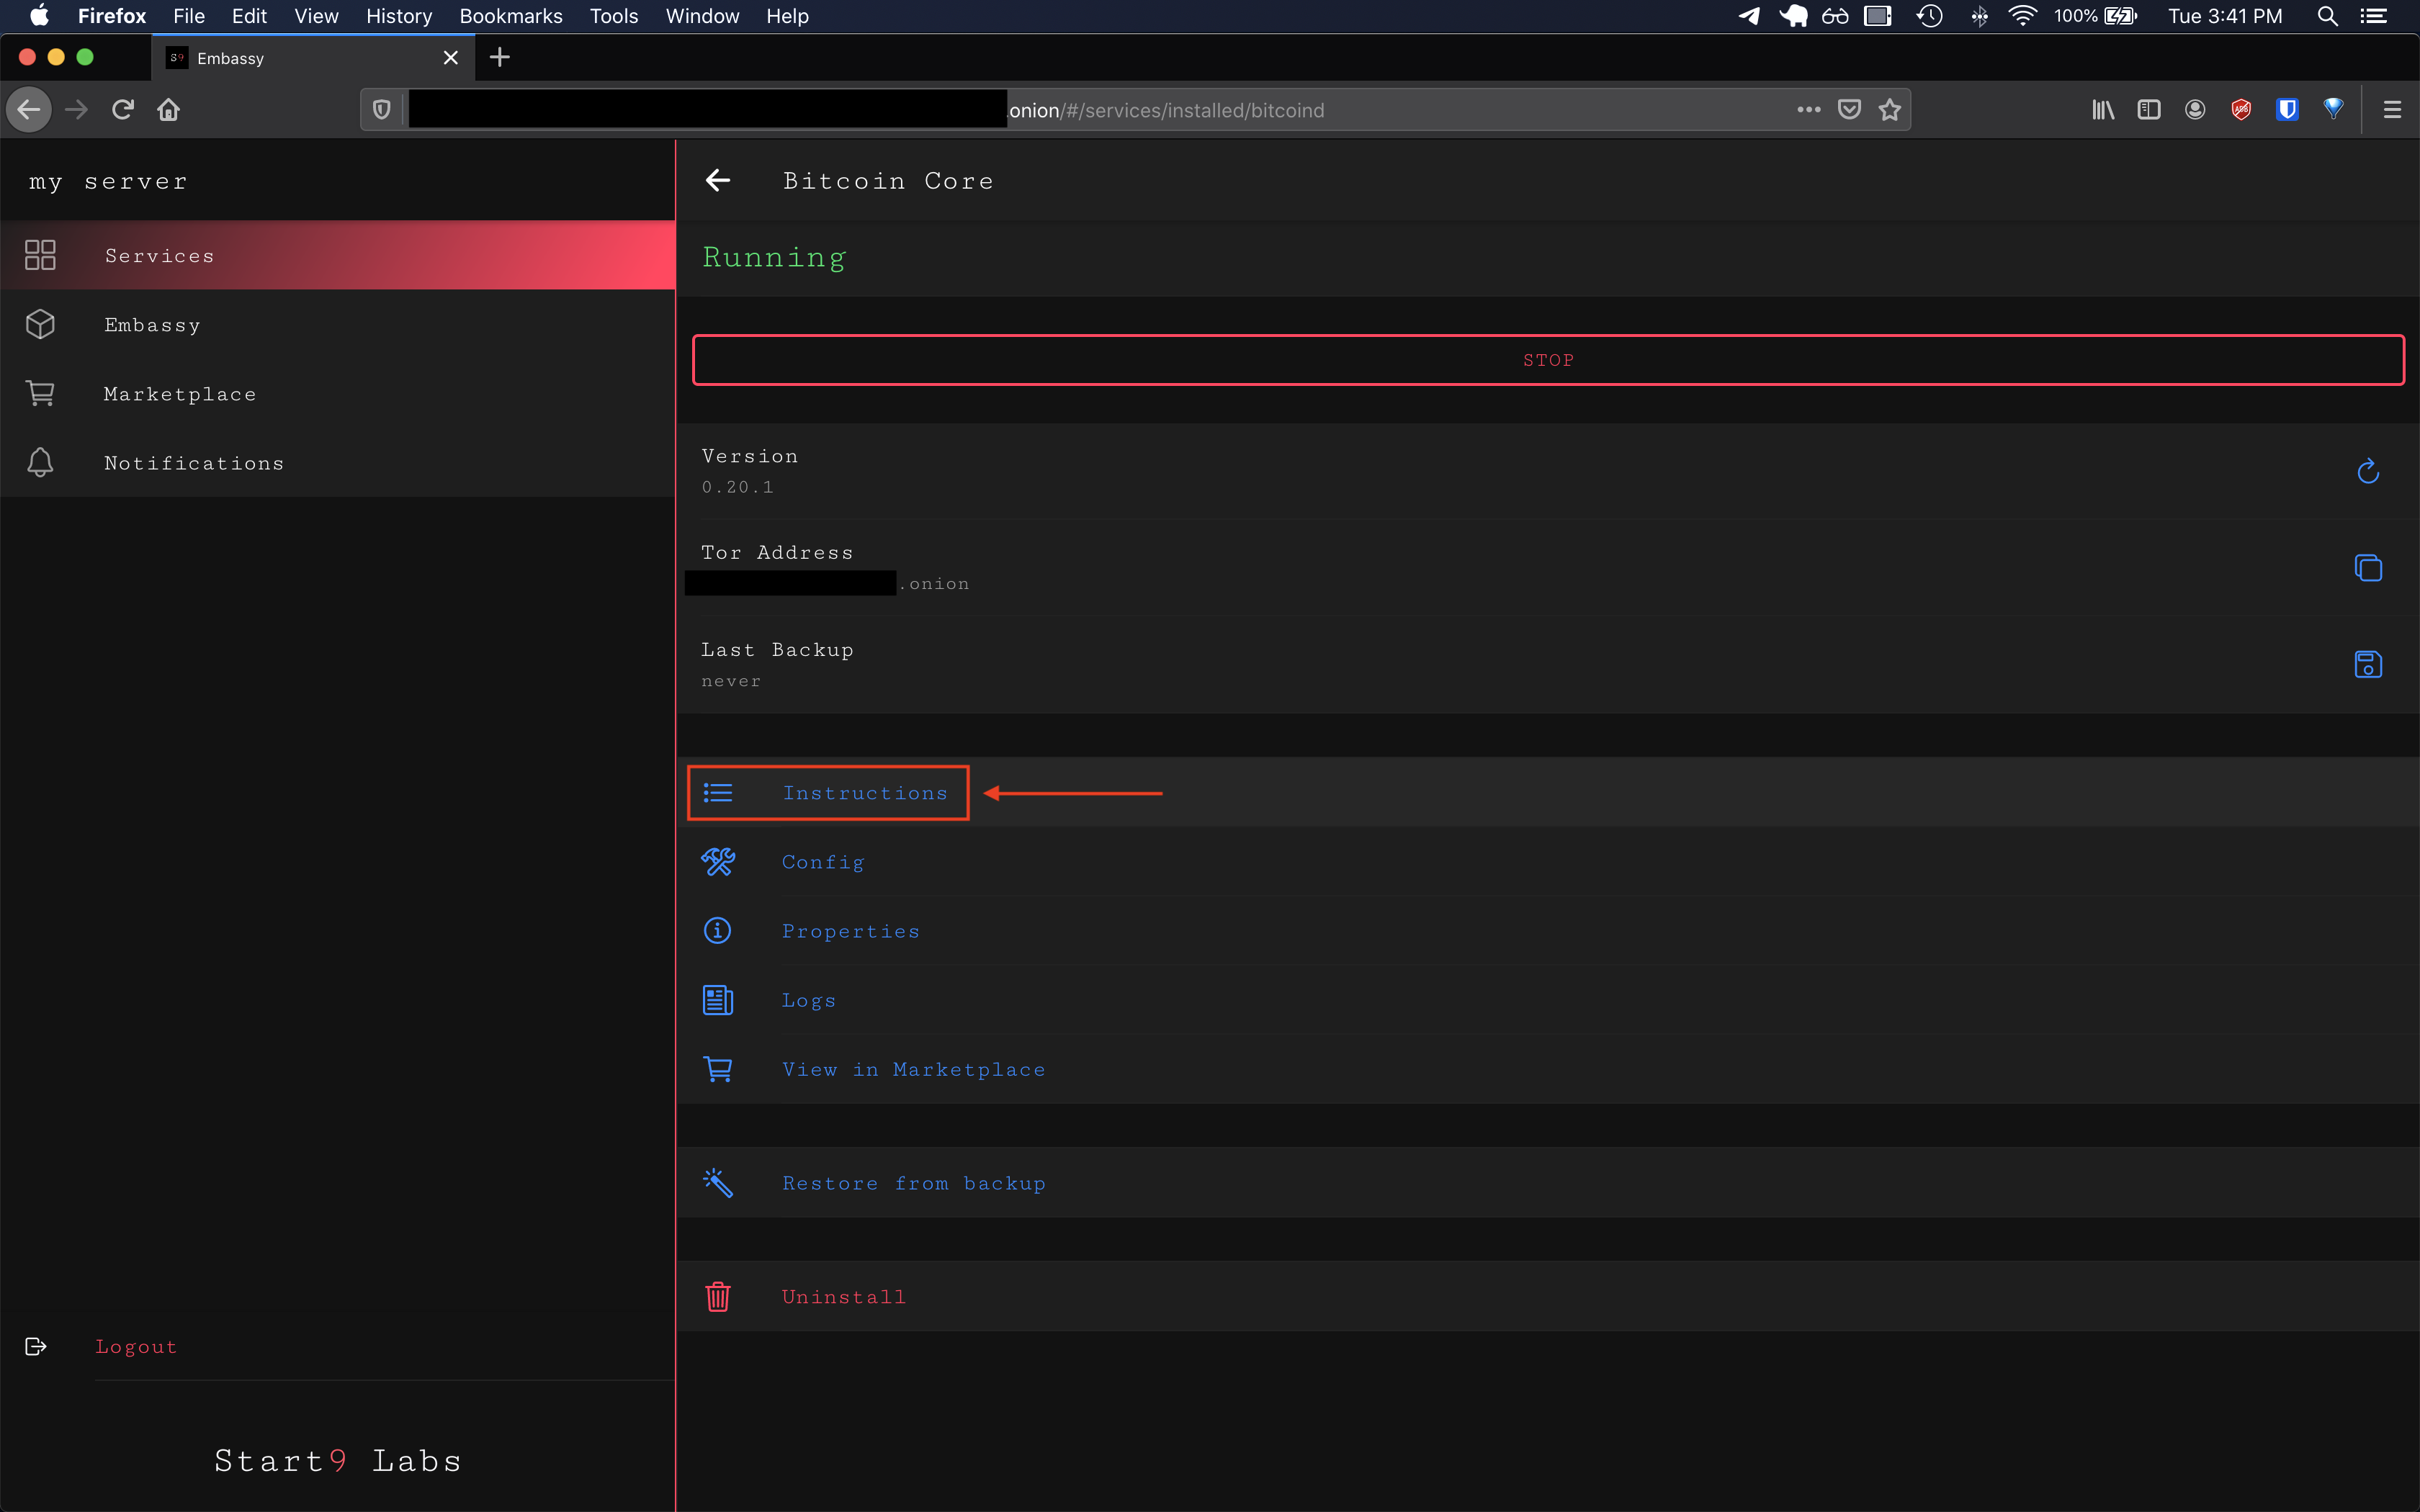 Firefox File Edit View History Bookmarks Tools Window Help 100% Tue 3:41 PM
S9 Embassy
.onion/#/services/installed/bitcoind
my server
Services
Embassy
Marketplace
Notifications
Logout
Start9 Labs
Bitcoin Core
Running
STOP
Version
0.20.1
Tor Address
.onion
Last Backup
never
Instructions
Config
Properties
Logs
View in Marketplace
Restore from backup
Uninstall